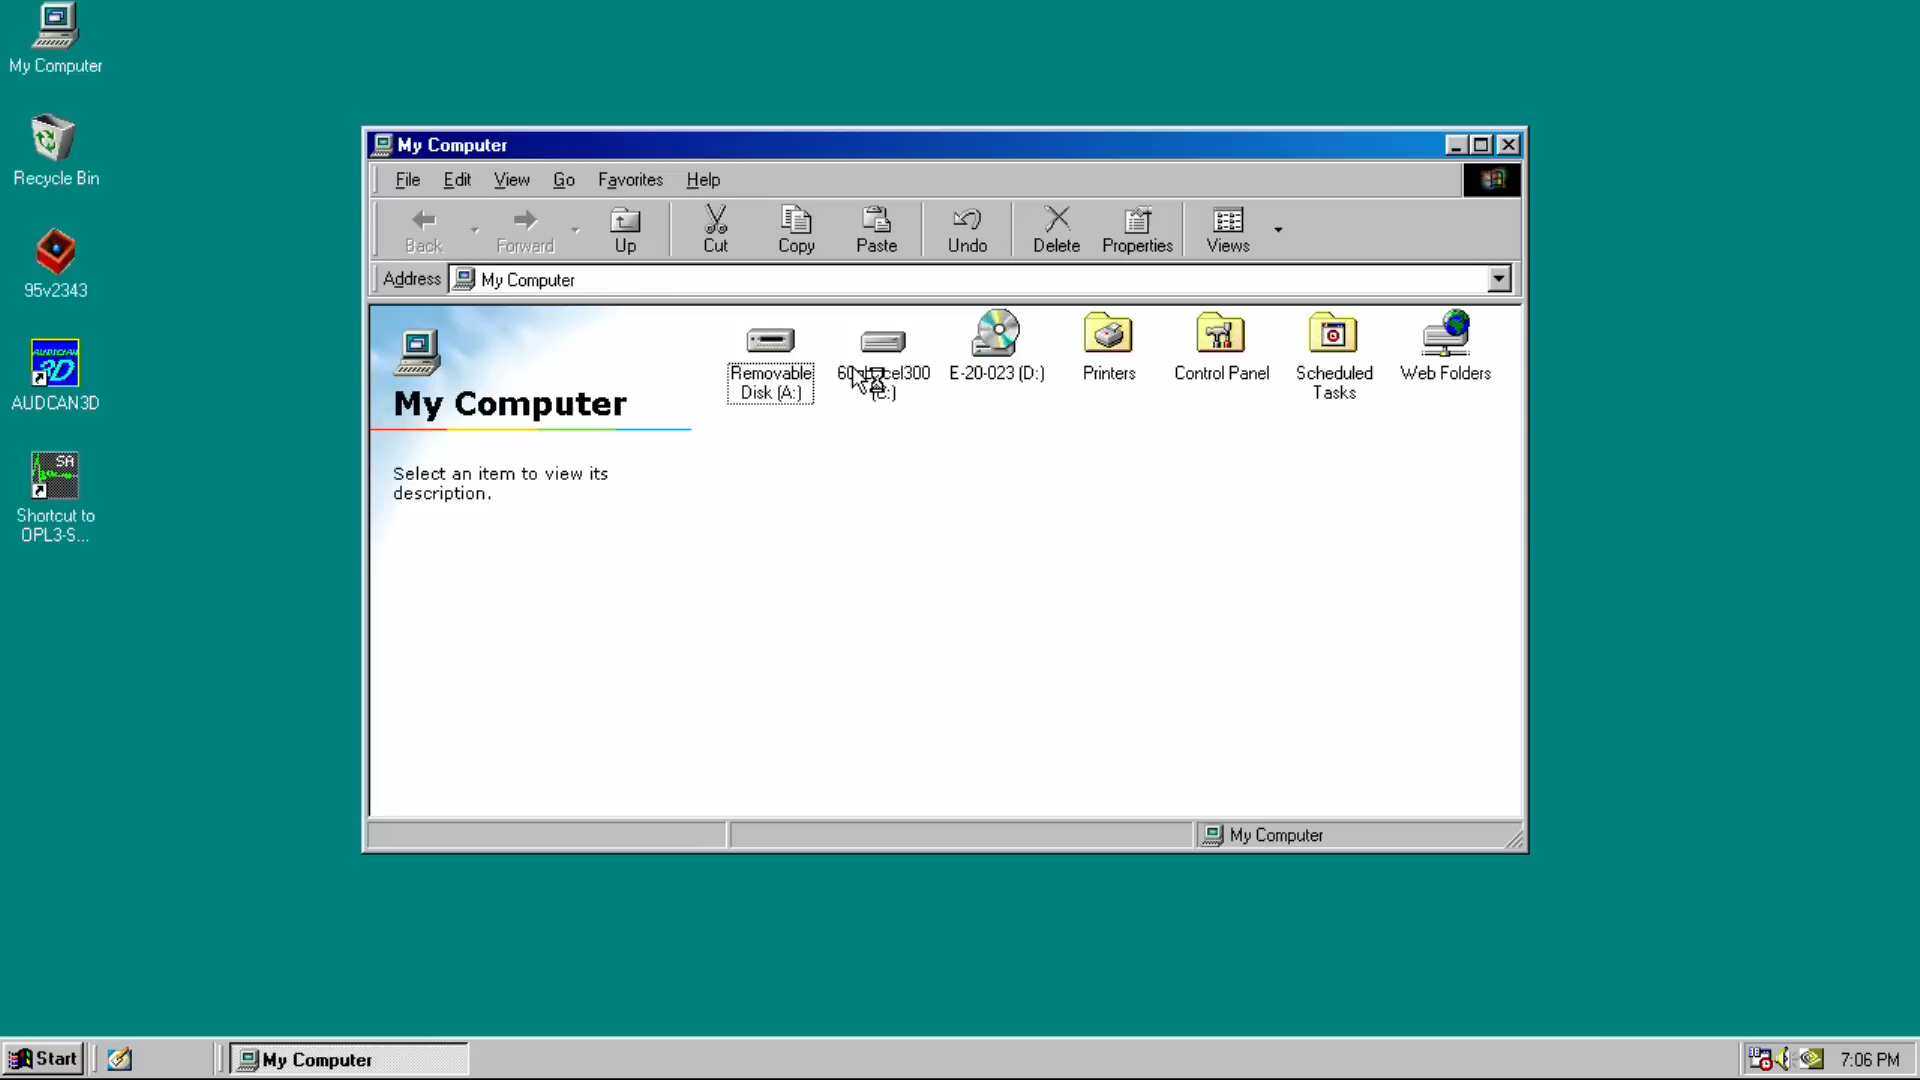 My Computer
Recycle Bin
95v2343
AUDICIAN
3D
AUDCAN3D
SA
Shortcut to
OPL3-S...
My Computer
File Edit View Go Favorites Help
Back Forward Up Cut Copy Paste Undo Delete Properties Views
Address My Computer
Removable
Disk (A:)
(C:)
E-20-023 (D:)
Printers
Control Panel
Scheduled
Tasks
Web Folders
My Computer
Select an item to view its
description.
My Computer
Start
My Computer
7:06 PM